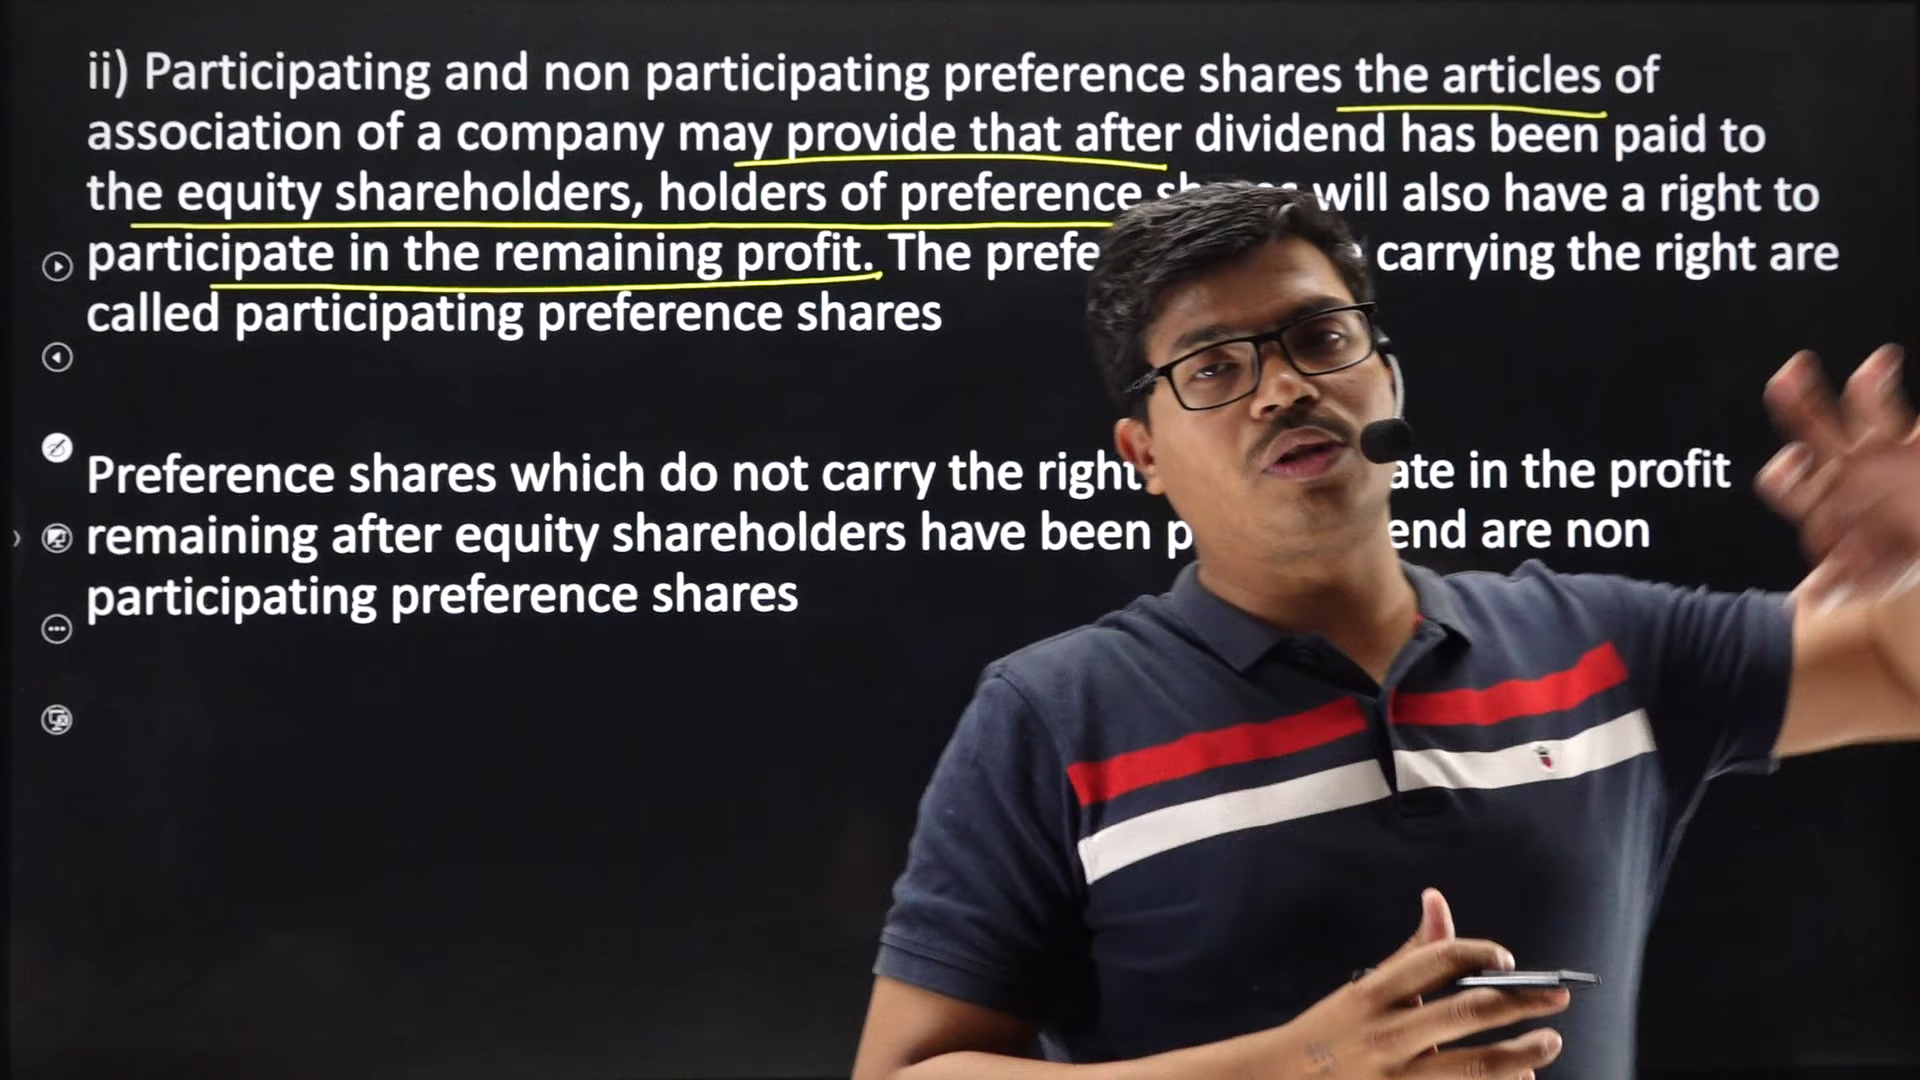 ii) Participating and non participating preference shares the articles of
association of a company may provide that after dividend has been paid to
the equity shareholders, holders of preference will also have a right to
participate in the remaining profit. The carrying the right are
called participating preference shares
Preference shares which do not carry the right in the profit
remaining after equity shareholders have been are non
participating preference shares